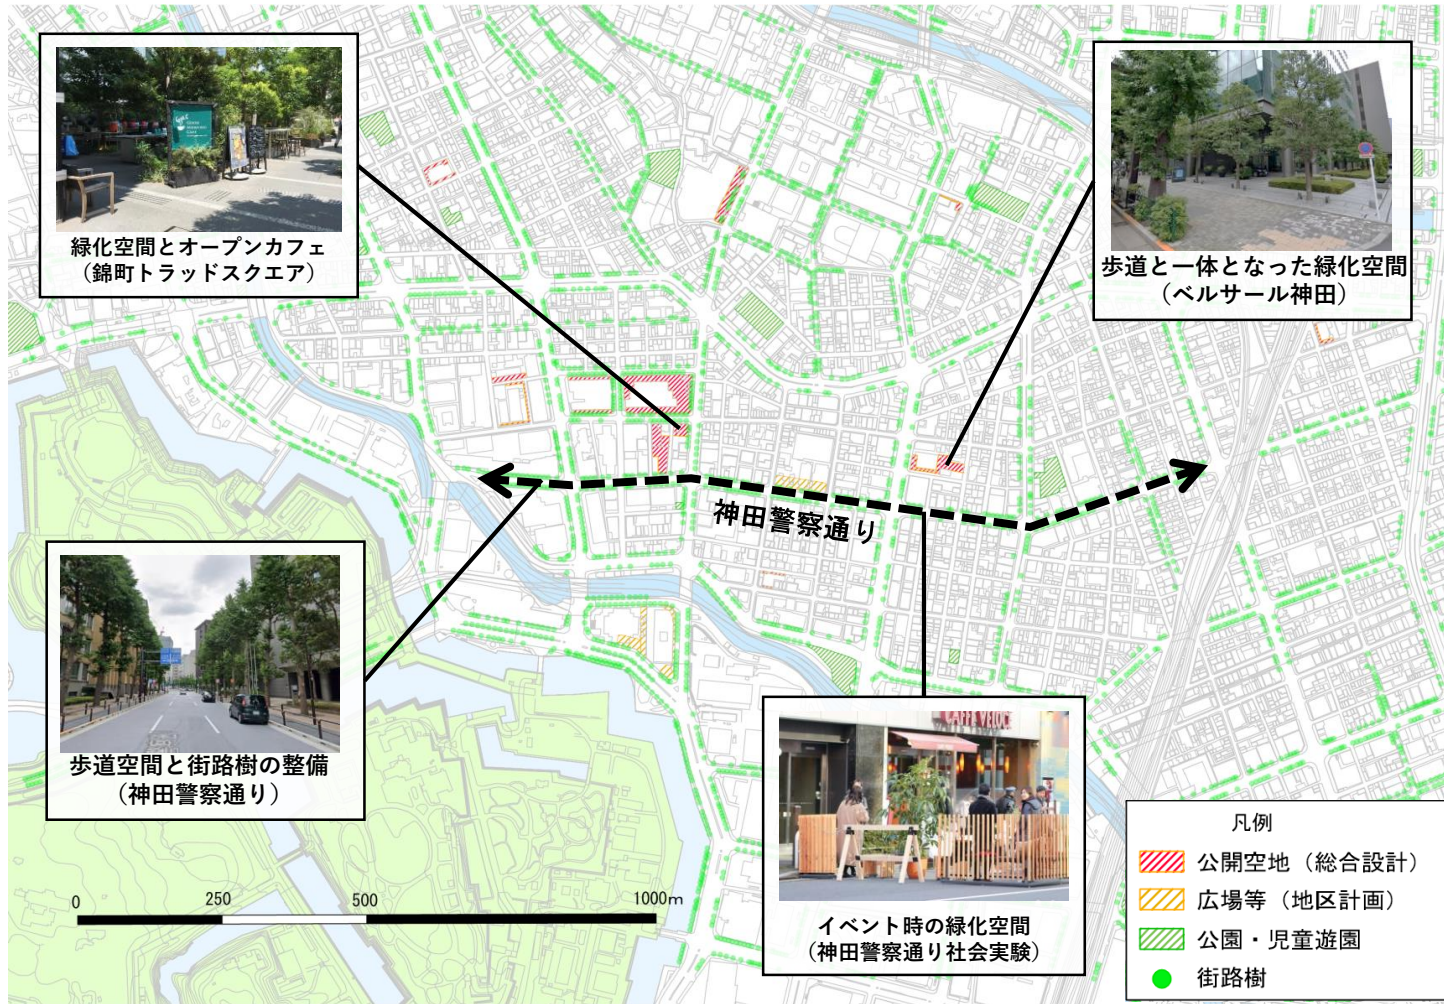 緑化空間とオープンカフェ
（錦町トラッドスクエア）
歩道と一体となった緑化空間
（ベルサール神田）
神田警察通り
歩道空間と街路樹の整備
（神田警察通り）
CAFFE VELOCE
イベント時の緑化空間
（神田警察通り社会実験）
0 250 500 1000m
凡例
公開空地（総合設計）
広場等（地区計画）
公園・児童遊園
街路樹